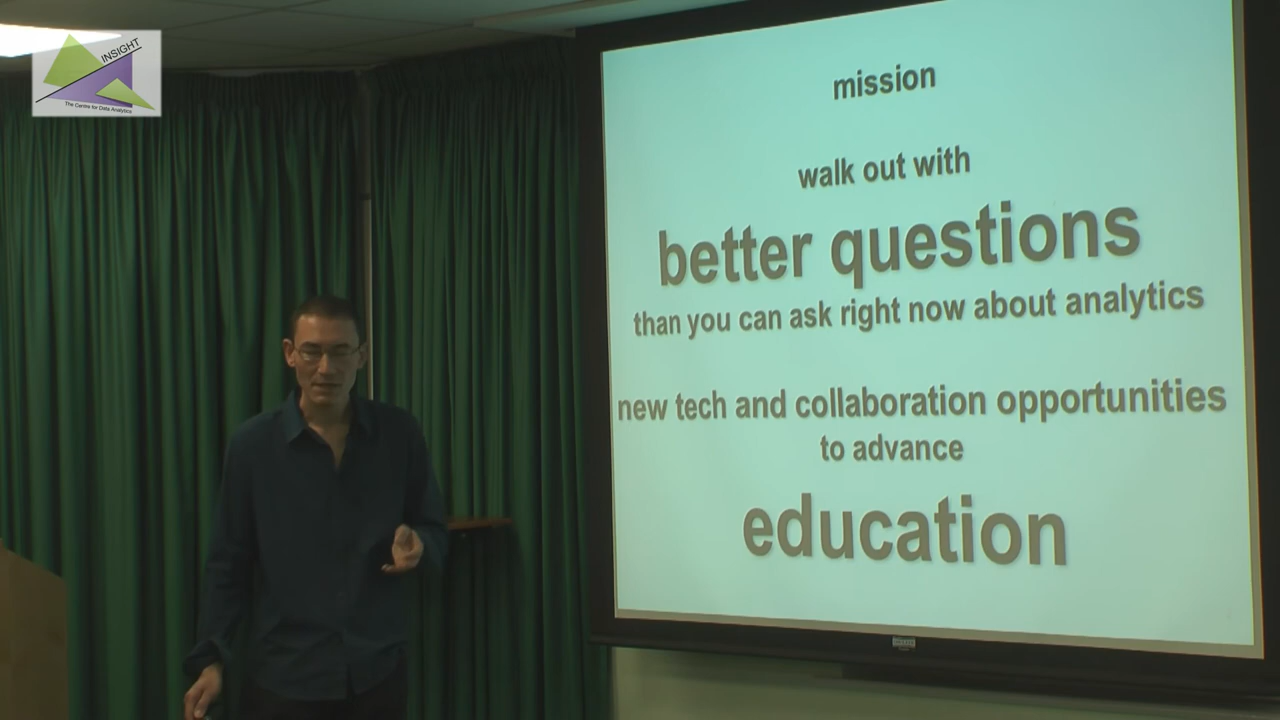 INSIGHT
The Centre for Data Analytics
mission
walk out with
better questions
than you can ask right now about analytics
new tech and collaboration opportunities
to advance
education